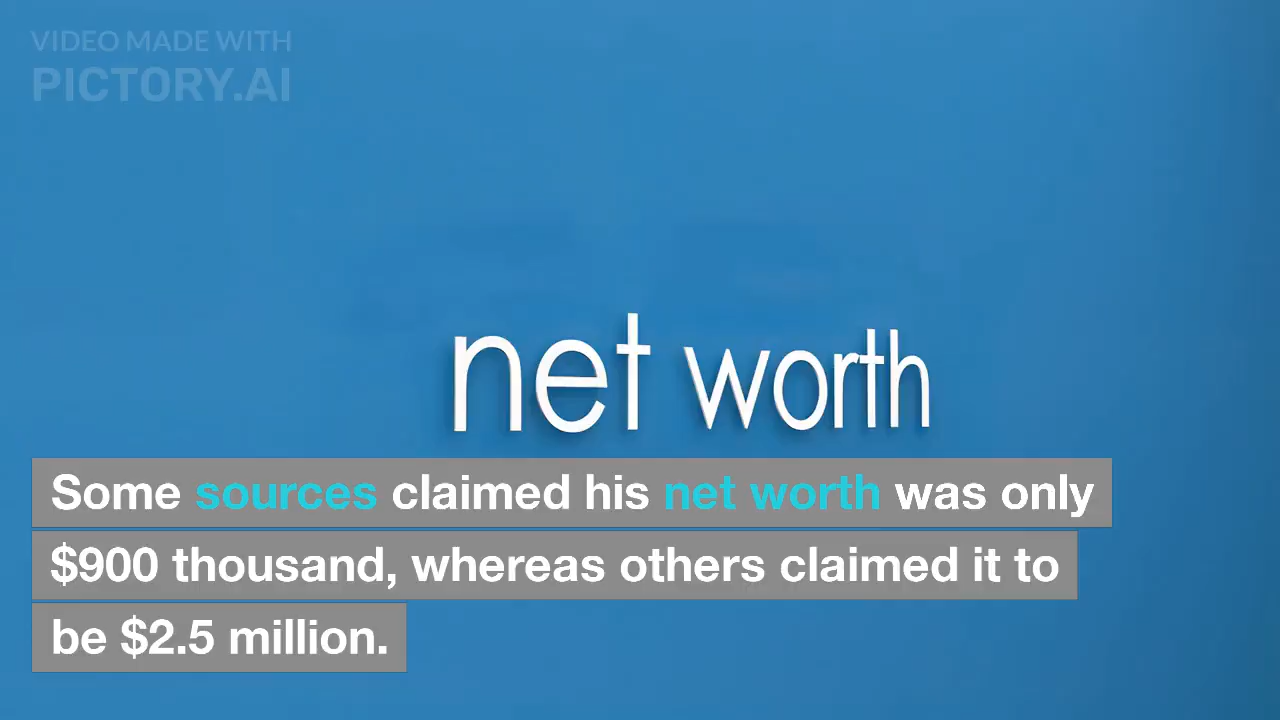 VIDEO MADE WITH
PICTORY.AI
net worth
Some sources claimed his net worth was only
$900 thousand, whereas others claimed it to
be $2.5 million.